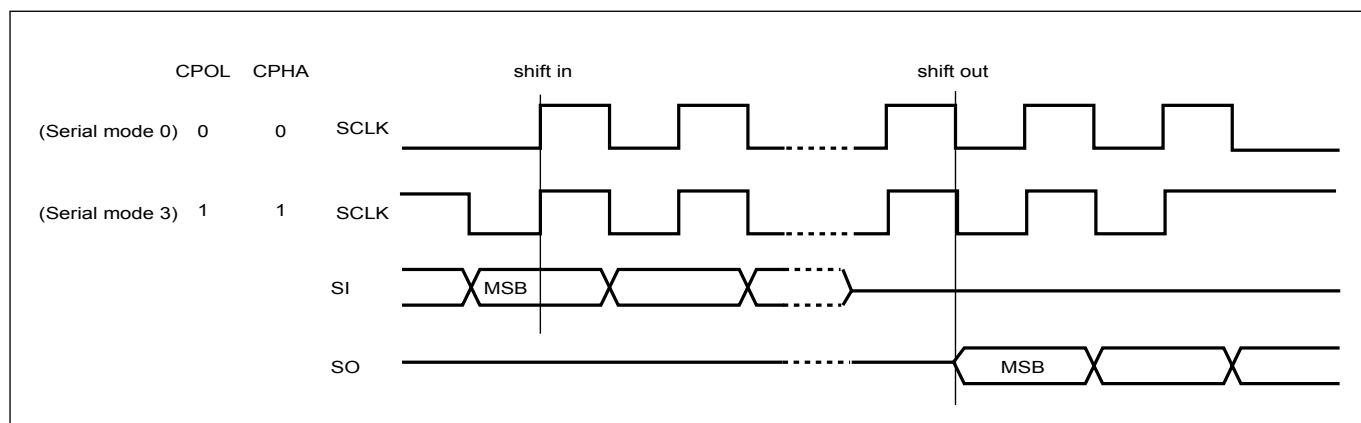 CPOL CPHA shift in shift out
(Serial mode 0) 0 0 SCLK
(Serial mode 3) 1 1 SCLK
SI MSB
SO MSB